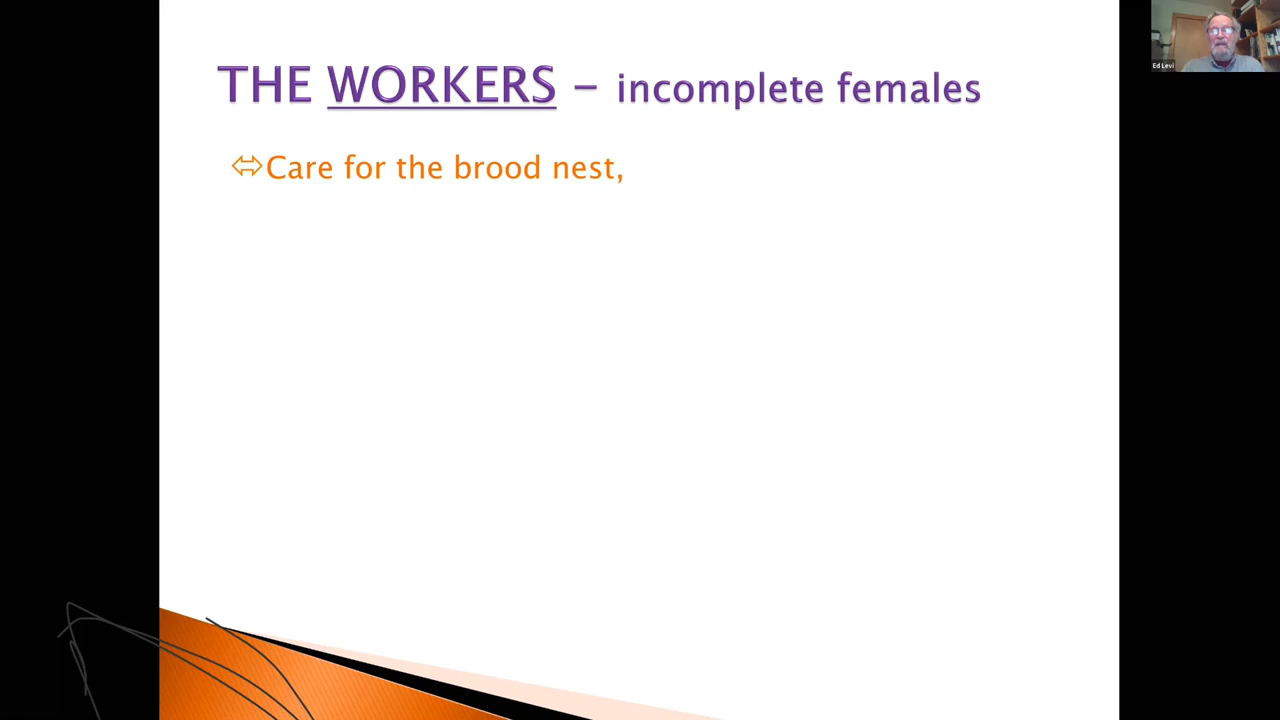 THE WORKERS – incomplete females
⬄Care for the brood nest,
Ed Levi